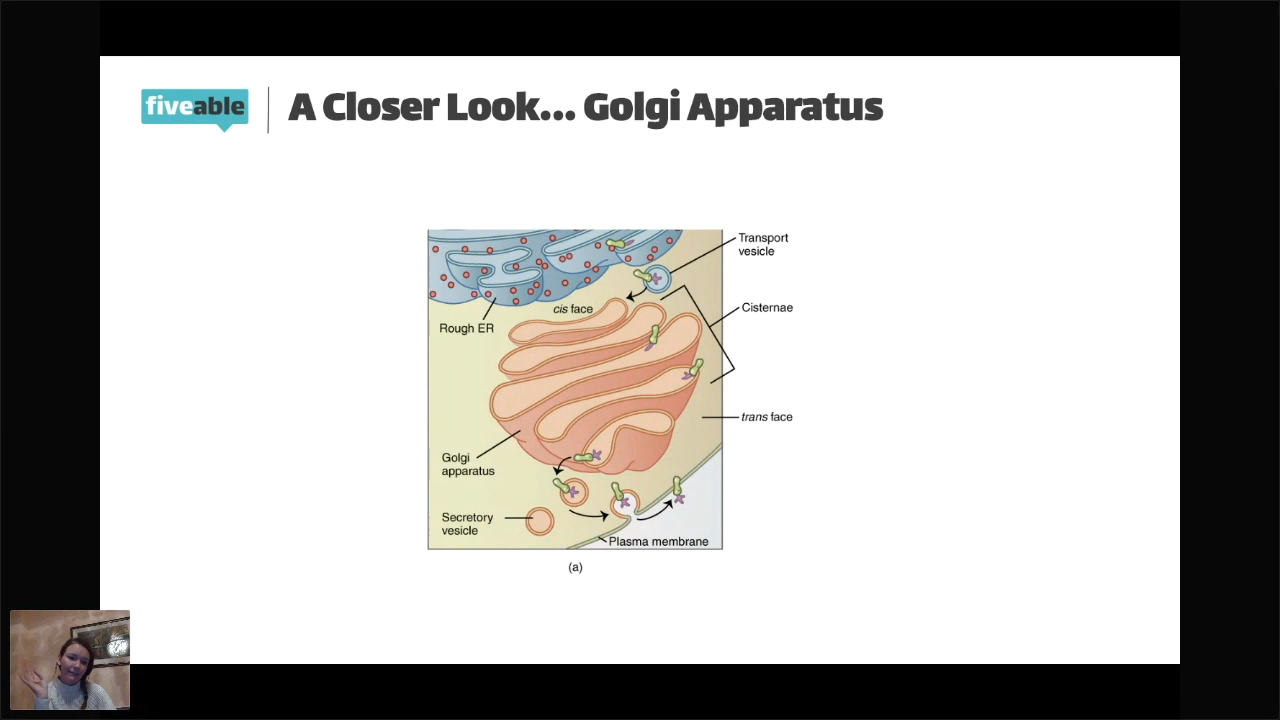 fiveable
A Closer Look... Golgi Apparatus
Transport
vesicle
cis face
Cisternae
Rough ER
trans face
Golgi
apparatus
Secretory
vesicle
Plasma membrane
(a)